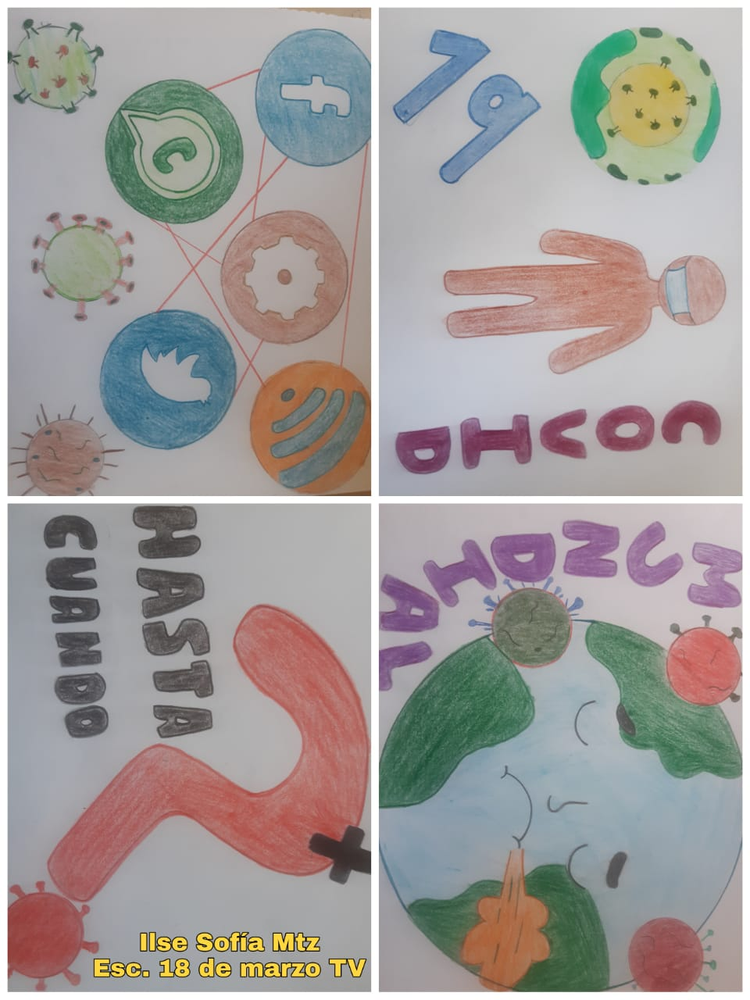 f
19
COVID
HASTA
CUANDO
MUNDIAL
Ilse Sofía Mtz
Esc. 18 de marzo TV